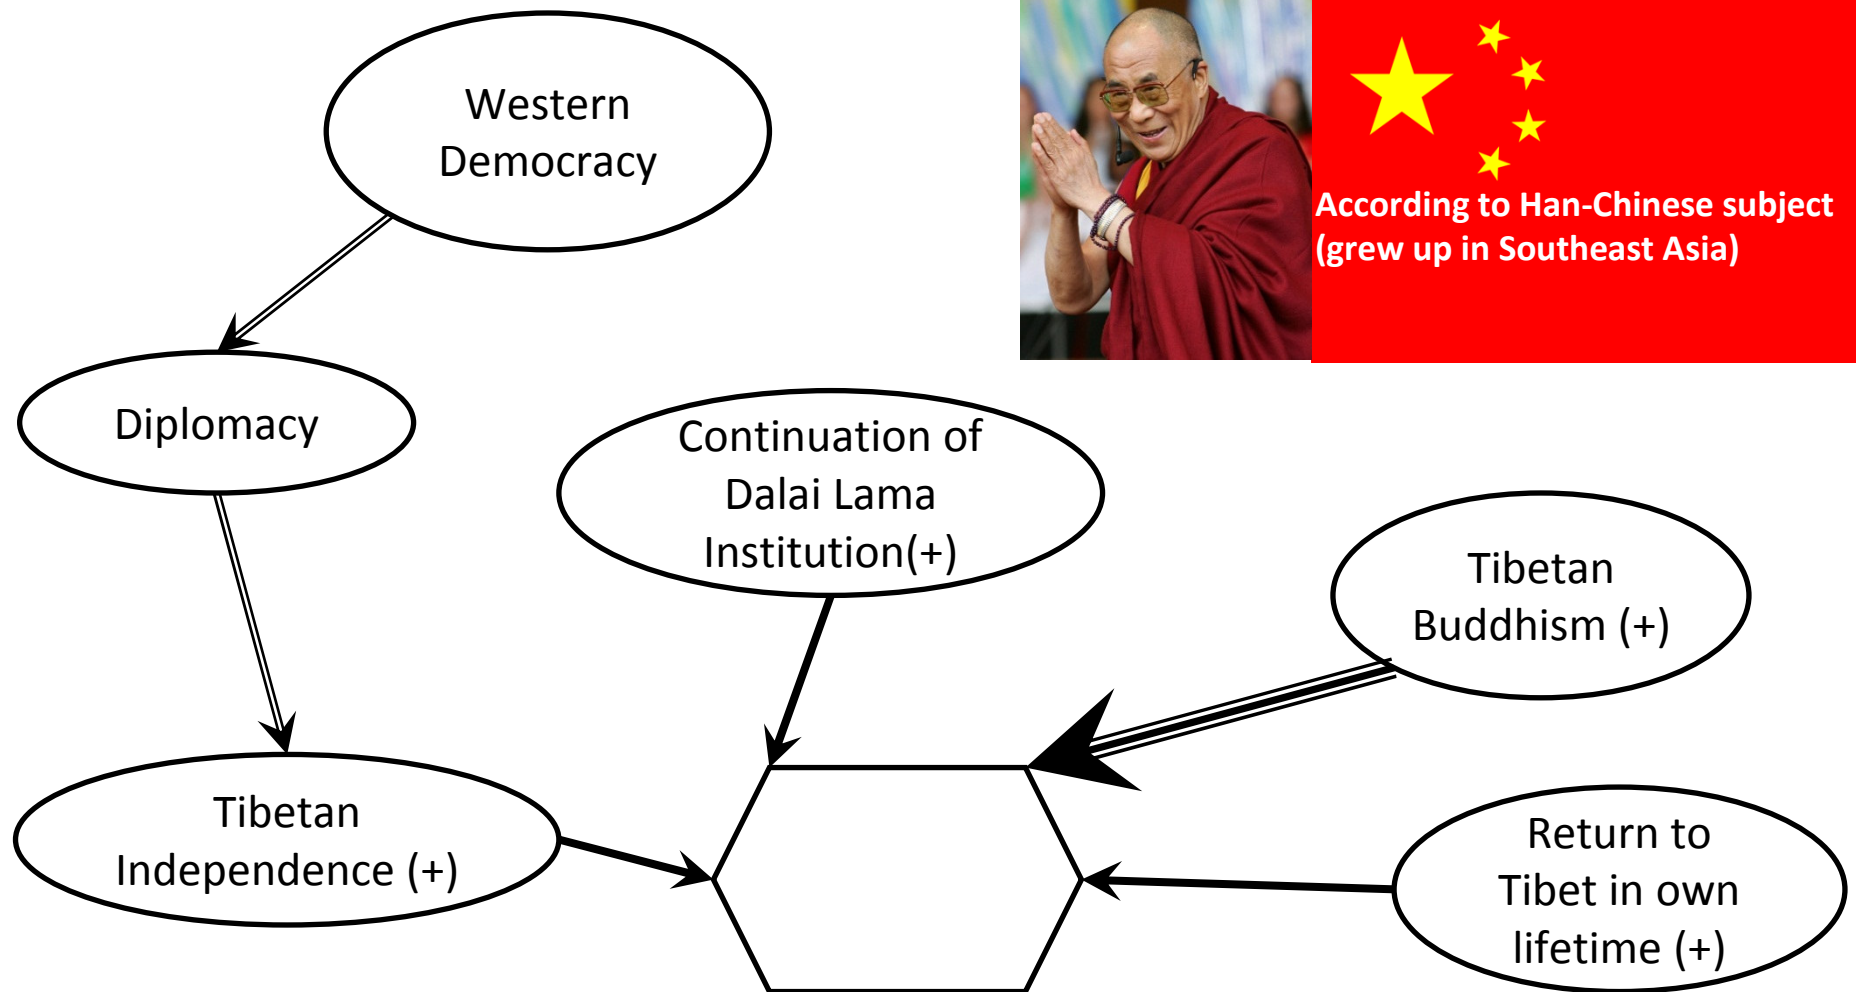 Western
Democracy
According to Han-Chinese subject
(grew up in Southeast Asia)
Diplomacy
Continuation of
Dalai Lama
Institution(+)
Tibetan
Buddhism (+)
Tibetan
Independence (+)
Return to
Tibet in own
lifetime (+)